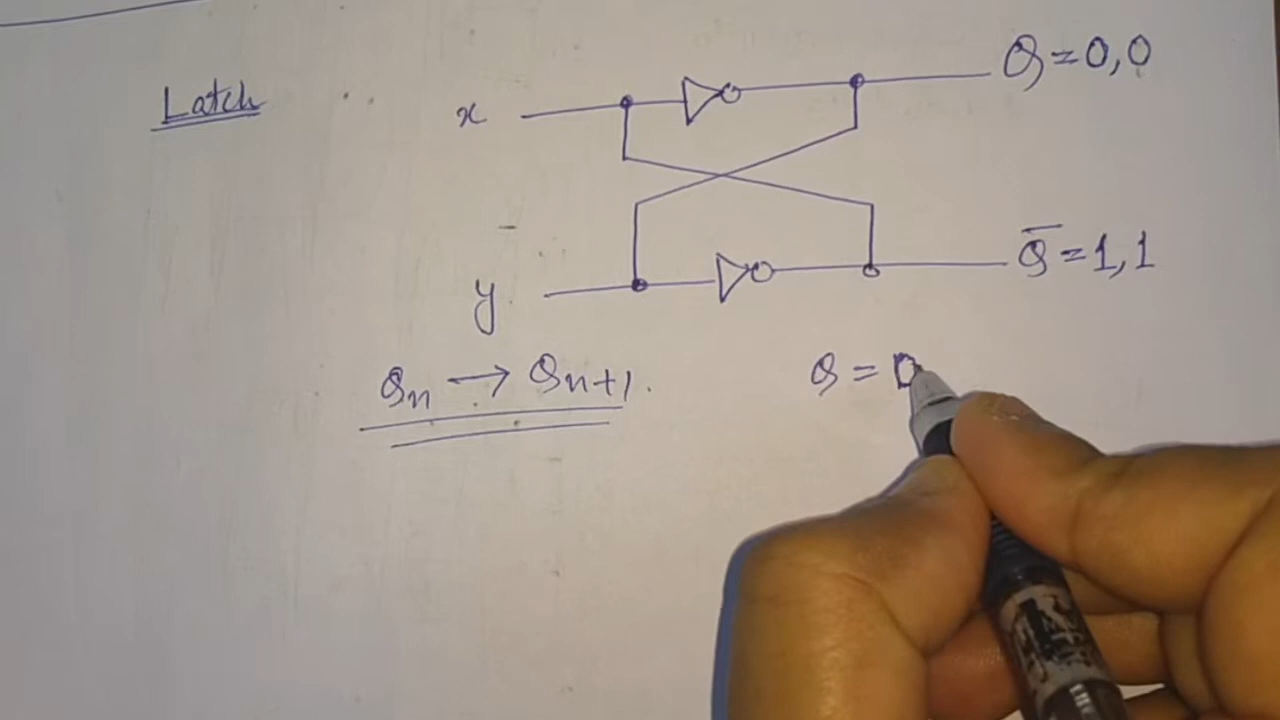 Latch
x
Q = 0, 0
y
Q̅ = 1, 1
Qn → Qn+1.
Q = 0